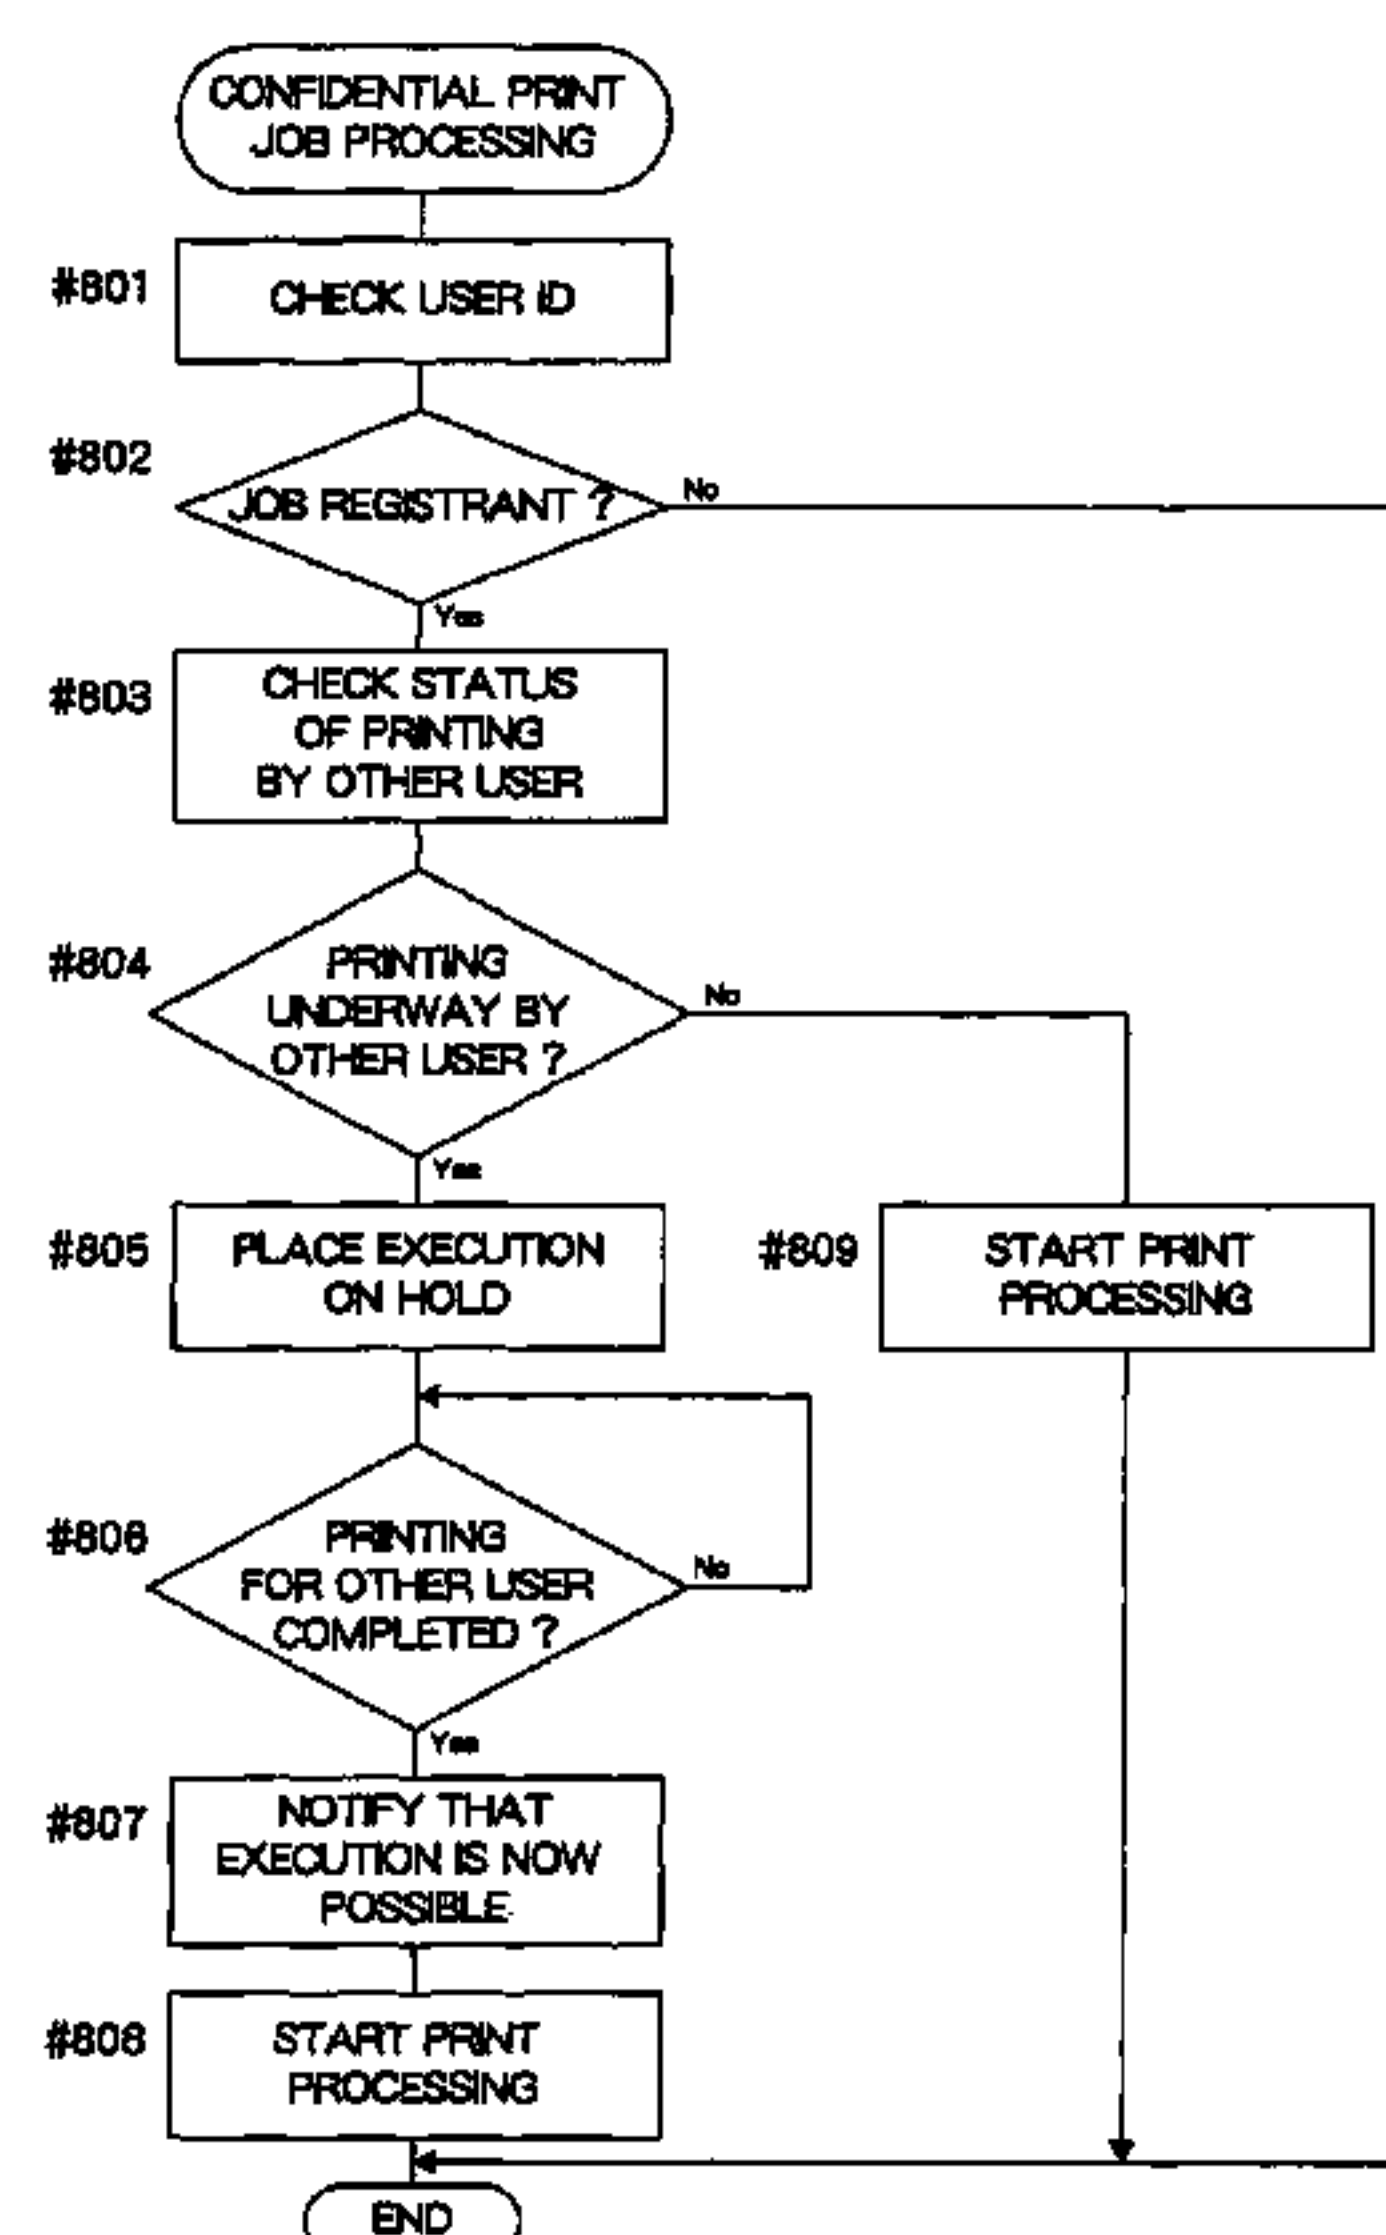 CONFIDENTIAL PRINT
JOB PROCESSING
#801
CHECK USER ID
#802
JOB REGISTRANT ?
No
Yes
#803
CHECK STATUS
OF PRINTING
BY OTHER USER
#804
PRINTING
UNDERWAY BY
OTHER USER ?
No
Yes
#805
PLACE EXECUTION
ON HOLD
#809
START PRINT
PROCESSING
#806
PRINTING
FOR OTHER USER
COMPLETED ?
No
Yes
#807
NOTIFY THAT
EXECUTION IS NOW
POSSIBLE
#808
START PRINT
PROCESSING
END